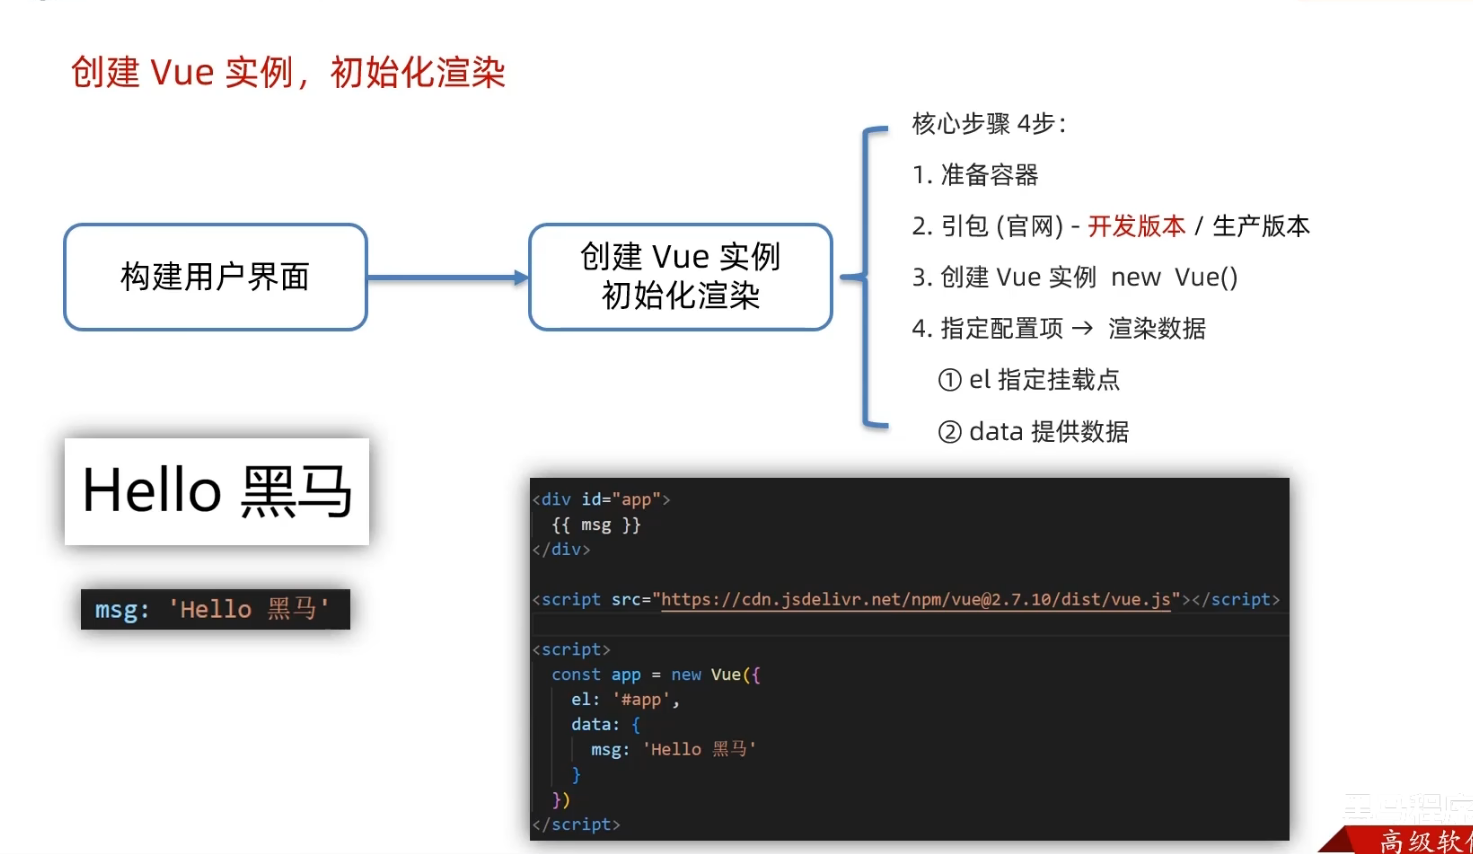 创建 Vue 实例，初始化渲染
核心步骤 4步：
1. 准备容器
2. 引包 (官网) - 开发版本 / 生产版本
3. 创建 Vue 实例 new Vue()
4. 指定配置项 → 渲染数据
① el 指定挂载点
② data 提供数据
构建用户界面
创建 Vue 实例
初始化渲染
Hello 黑马
msg: 'Hello 黑马'
<div id="app">
{{ msg }}
</div>
<script src="https://cdn.jsdelivr.net/npm/vue@2.7.10/dist/vue.js"></script>
<script>
const app = new Vue({
el: '#app',
data: {
msg: 'Hello 黑马'
}
})
</script>
高级软